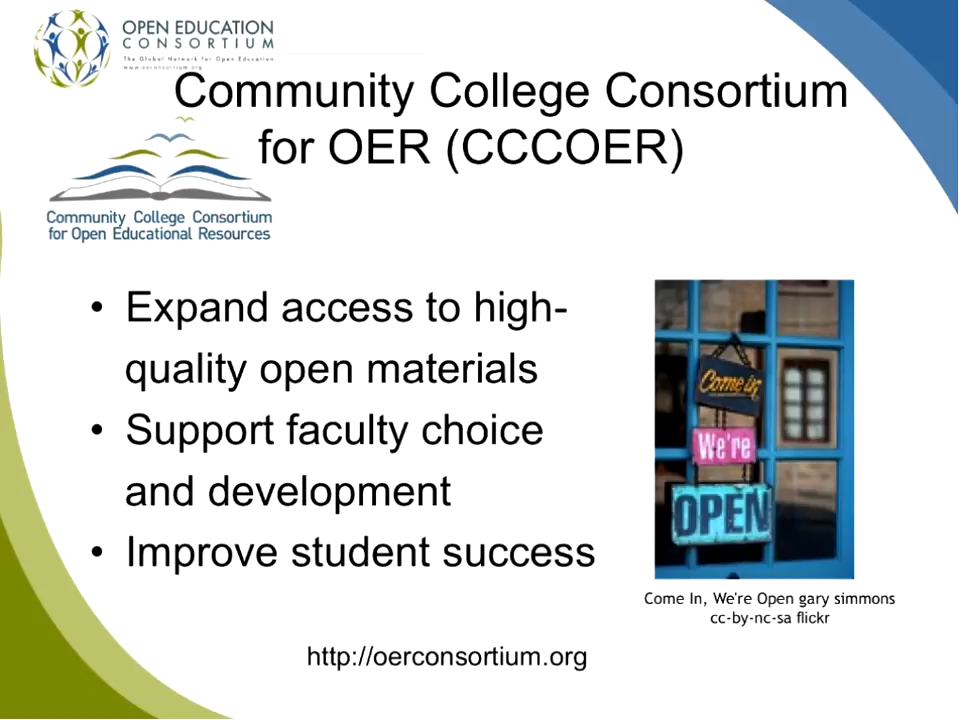 OPEN EDUCATION
CONSORTIUM
The Global Network for Open Education
www.oeconsortium.org
Community College Consortium
for OER (CCCOER)
Community College Consortium
for Open Educational Resources
• Expand access to high-
quality open materials
• Support faculty choice
and development
• Improve student success
Come in,
We're
OPEN
Come In, We're Open gary simmons
cc-by-nc-sa flickr
http://oerconsortium.org